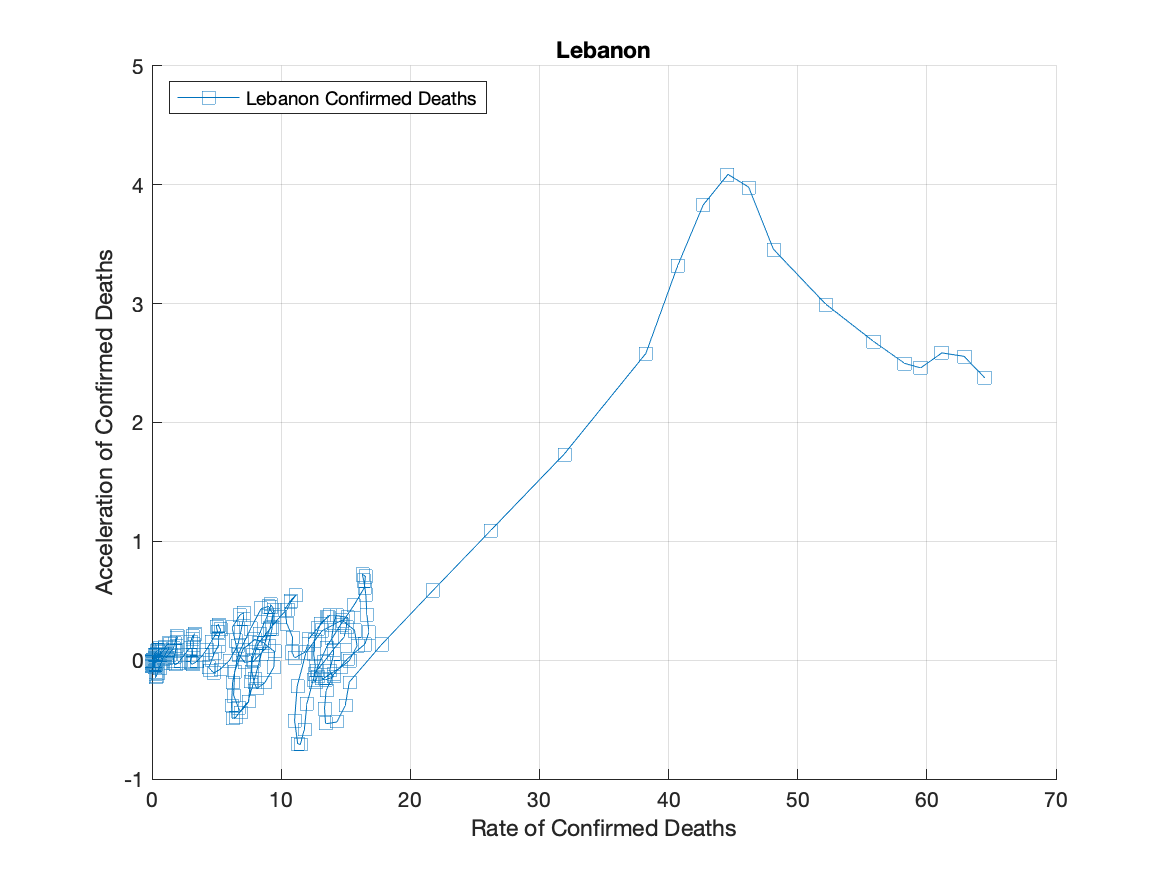 Lebanon
Lebanon Confirmed Deaths
Acceleration of Confirmed Deaths
5
4
3
2
1
0
-1
0 10 20 30 40 50 60 70
Rate of Confirmed Deaths